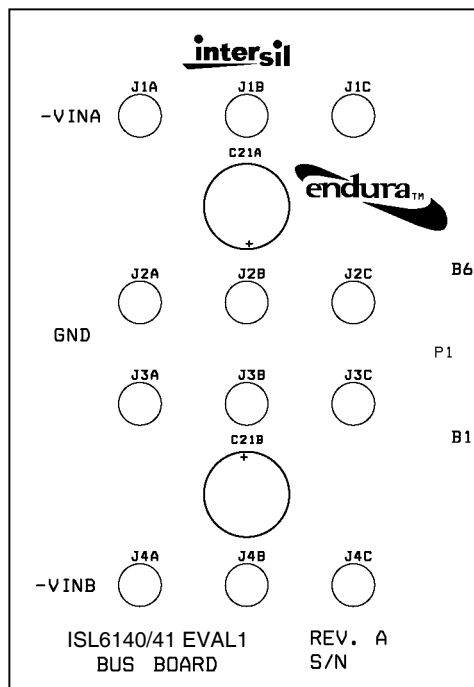 intersil
J1A J1B J1C
-VINA
C21A
endura™
+
B6
J2A J2B J2C
GND
P1
J3A J3B J3C
B1
C21B
+
J4A J4B J4C
-VINB
ISL6140/41 EVAL1 REV. A
BUS BOARD S/N